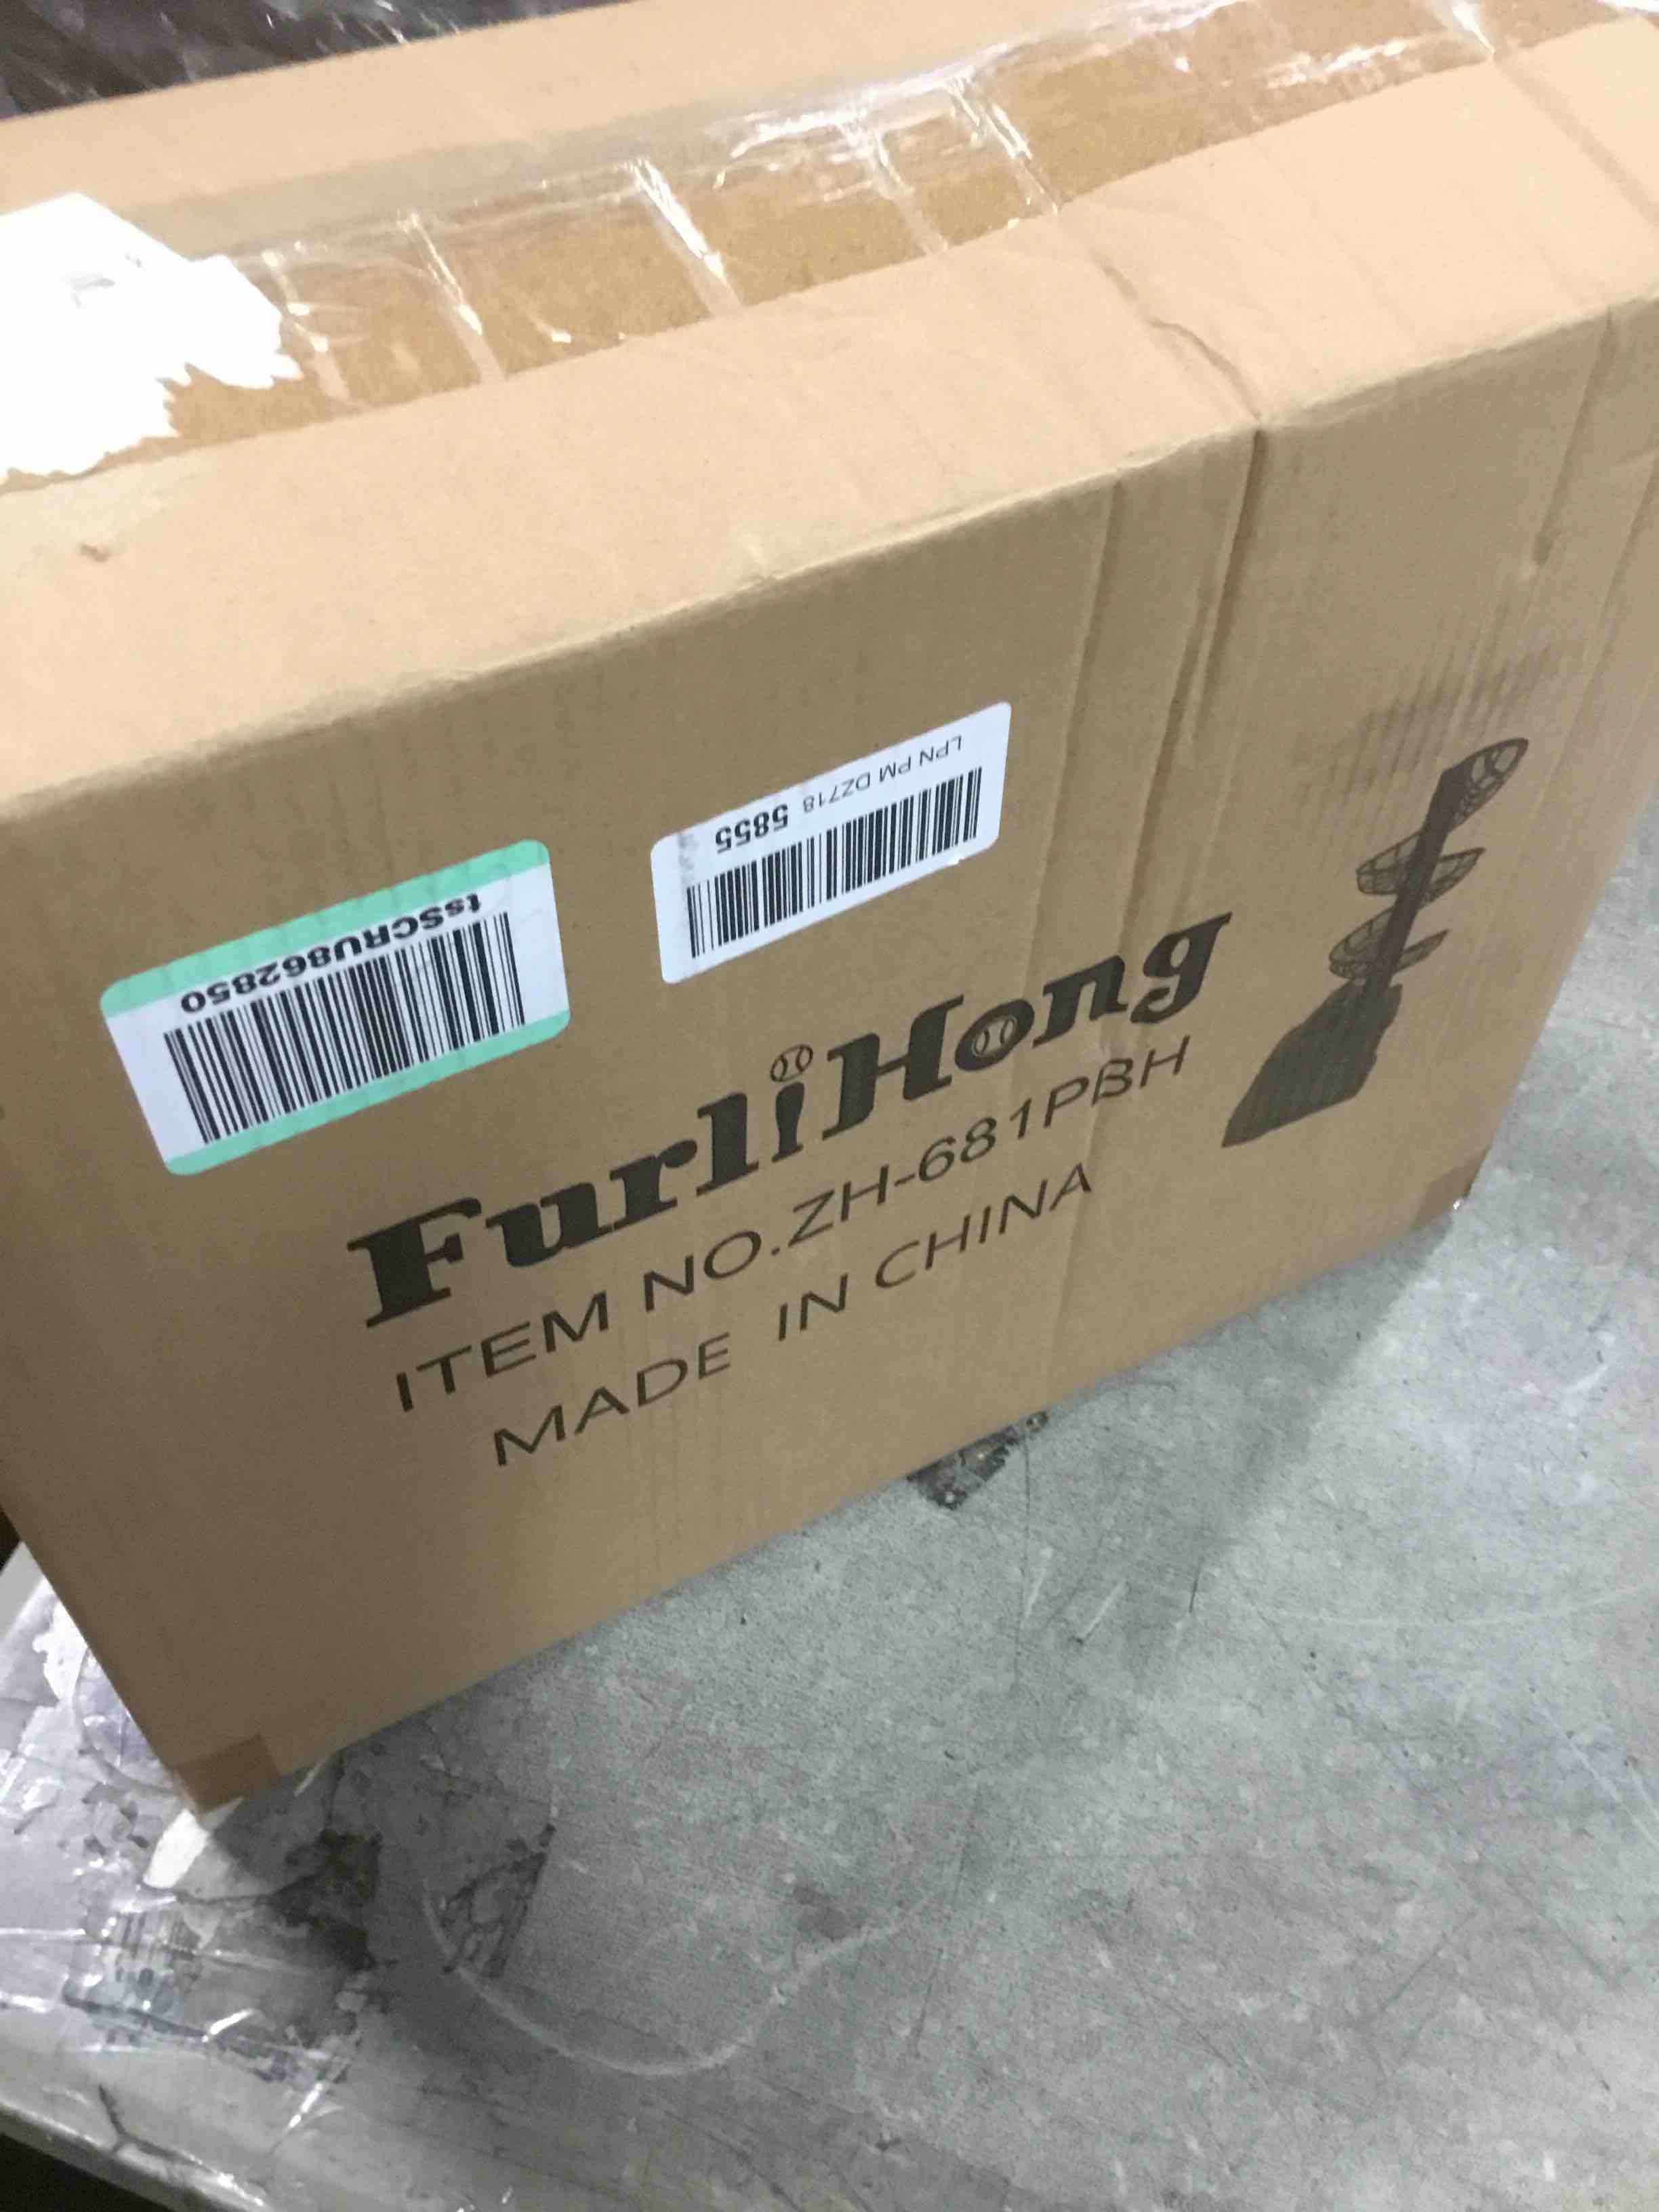 tsSCRU862850
LPN PM DZ718 5855
FurliHong
ITEM NO.ZH-681PBH
MADE IN CHINA